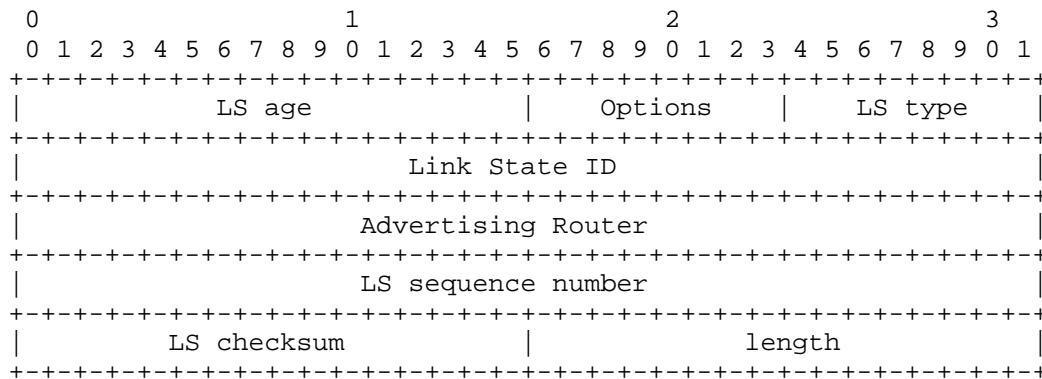 0                   1                   2                   3
0 1 2 3 4 5 6 7 8 9 0 1 2 3 4 5 6 7 8 9 0 1 2 3 4 5 6 7 8 9 0 1
+-+-+-+-+-+-+-+-+-+-+-+-+-+-+-+-+-+-+-+-+-+-+-+-+-+-+-+-+-+-+-+-+
|            LS age             |    Options    |    LS type    |
+-+-+-+-+-+-+-+-+-+-+-+-+-+-+-+-+-+-+-+-+-+-+-+-+-+-+-+-+-+-+-+-+
|                        Link State ID                          |
+-+-+-+-+-+-+-+-+-+-+-+-+-+-+-+-+-+-+-+-+-+-+-+-+-+-+-+-+-+-+-+-+
|                     Advertising Router                        |
+-+-+-+-+-+-+-+-+-+-+-+-+-+-+-+-+-+-+-+-+-+-+-+-+-+-+-+-+-+-+-+-+
|                     LS sequence number                        |
+-+-+-+-+-+-+-+-+-+-+-+-+-+-+-+-+-+-+-+-+-+-+-+-+-+-+-+-+-+-+-+-+
|         LS checksum           |             length            |
+-+-+-+-+-+-+-+-+-+-+-+-+-+-+-+-+-+-+-+-+-+-+-+-+-+-+-+-+-+-+-+-+